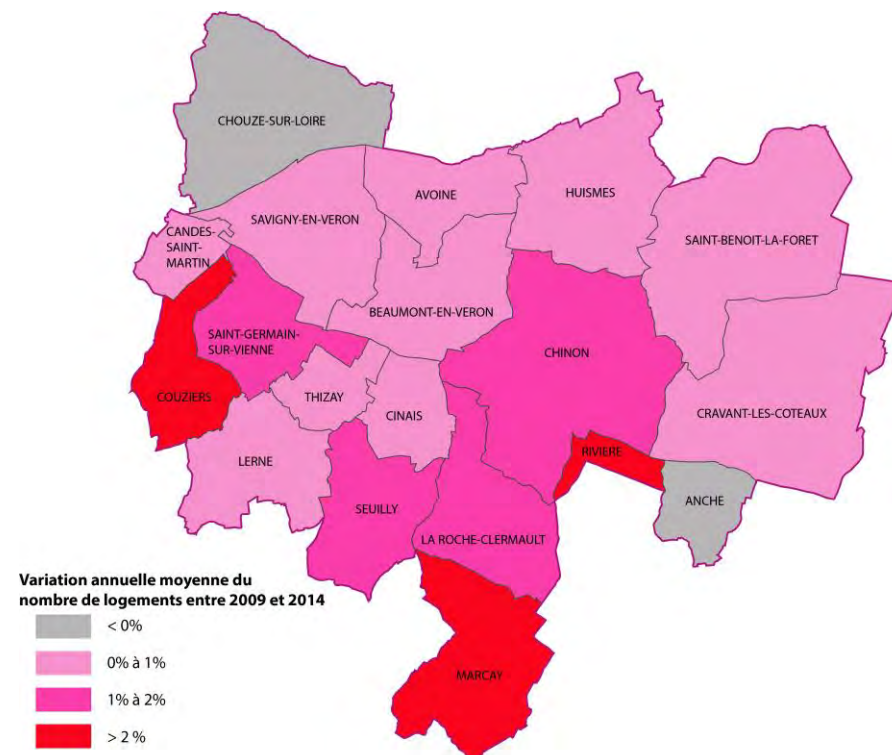 CHOUZE-SUR-LOIRE
AVOINE
HUISMES
SAVIGNY-EN-VERON
CANDES-
SAINT-
MARTIN
SAINT-BENOIT-LA-FORET
BEAUMONT-EN-VERON
SAINT-GERMAIN-
SUR-VIENNE
CHINON
COUZIERS
THIZAY
CINAIS
CRAVANT-LES-COTEAUX
LERNE
RIVIERE
ANCHE
SEUILLY
LA ROCHE-CLERMAULT
MARCAY
Variation annuelle moyenne du
nombre de logements entre 2009 et 2014
< 0%
0% à 1%
1% à 2%
> 2 %